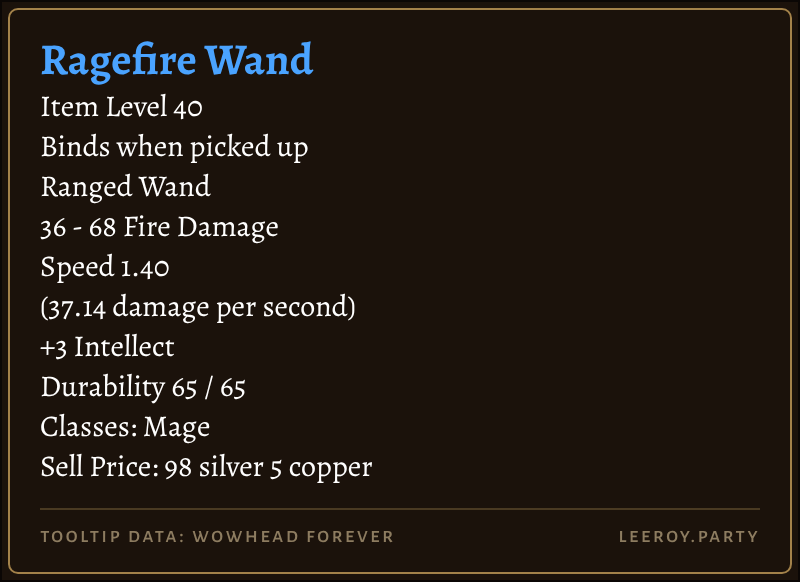 Ragefire Wand
Item Level 40
Binds when picked up
Ranged Wand
36 - 68 Fire Damage
Speed 1.40
(37.14 damage per second)
+3 Intellect
Durability 65 / 65
Classes: Mage
Sell Price: 98 silver 5 copper
TOOLTIP DATA: WOWHEAD FOREVER LEEROY.PARTY